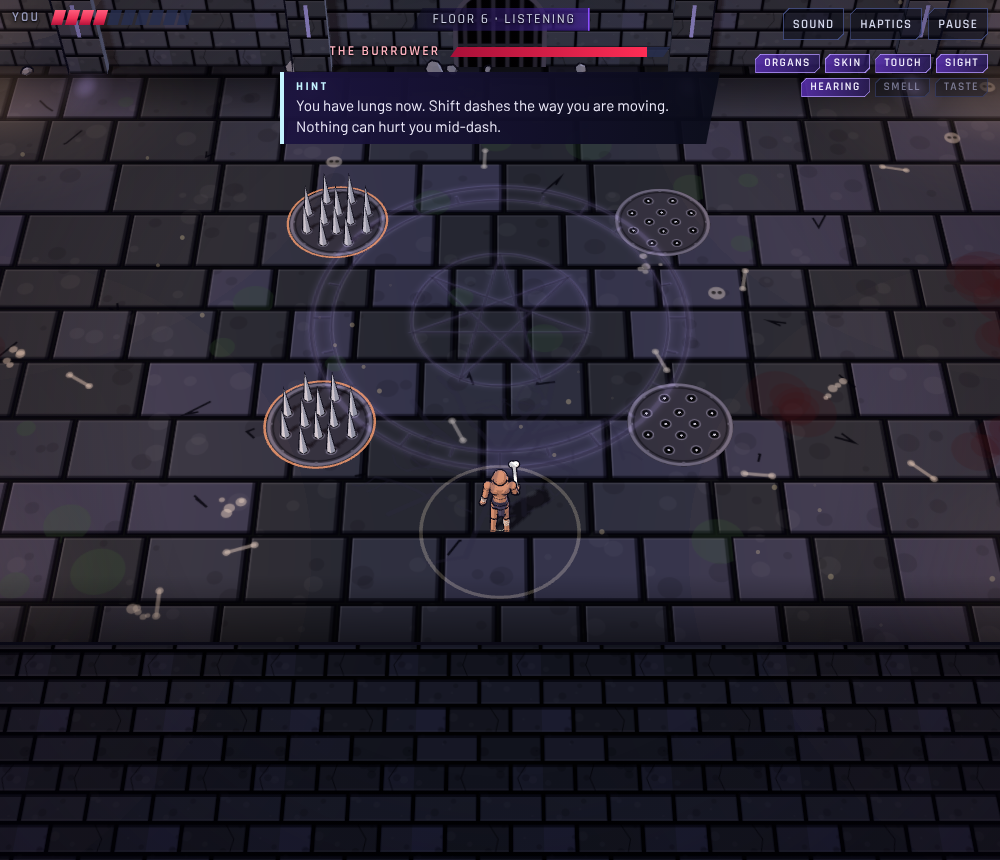 YOU
FLOOR 6 · LISTENING
SOUND
HAPTICS
PAUSE
THE BURROWER
ORGANS
SKIN
TOUCH
SIGHT
HEARING
SMELL
TASTE
HINT
You have lungs now. Shift dashes the way you are moving.
Nothing can hurt you mid-dash.